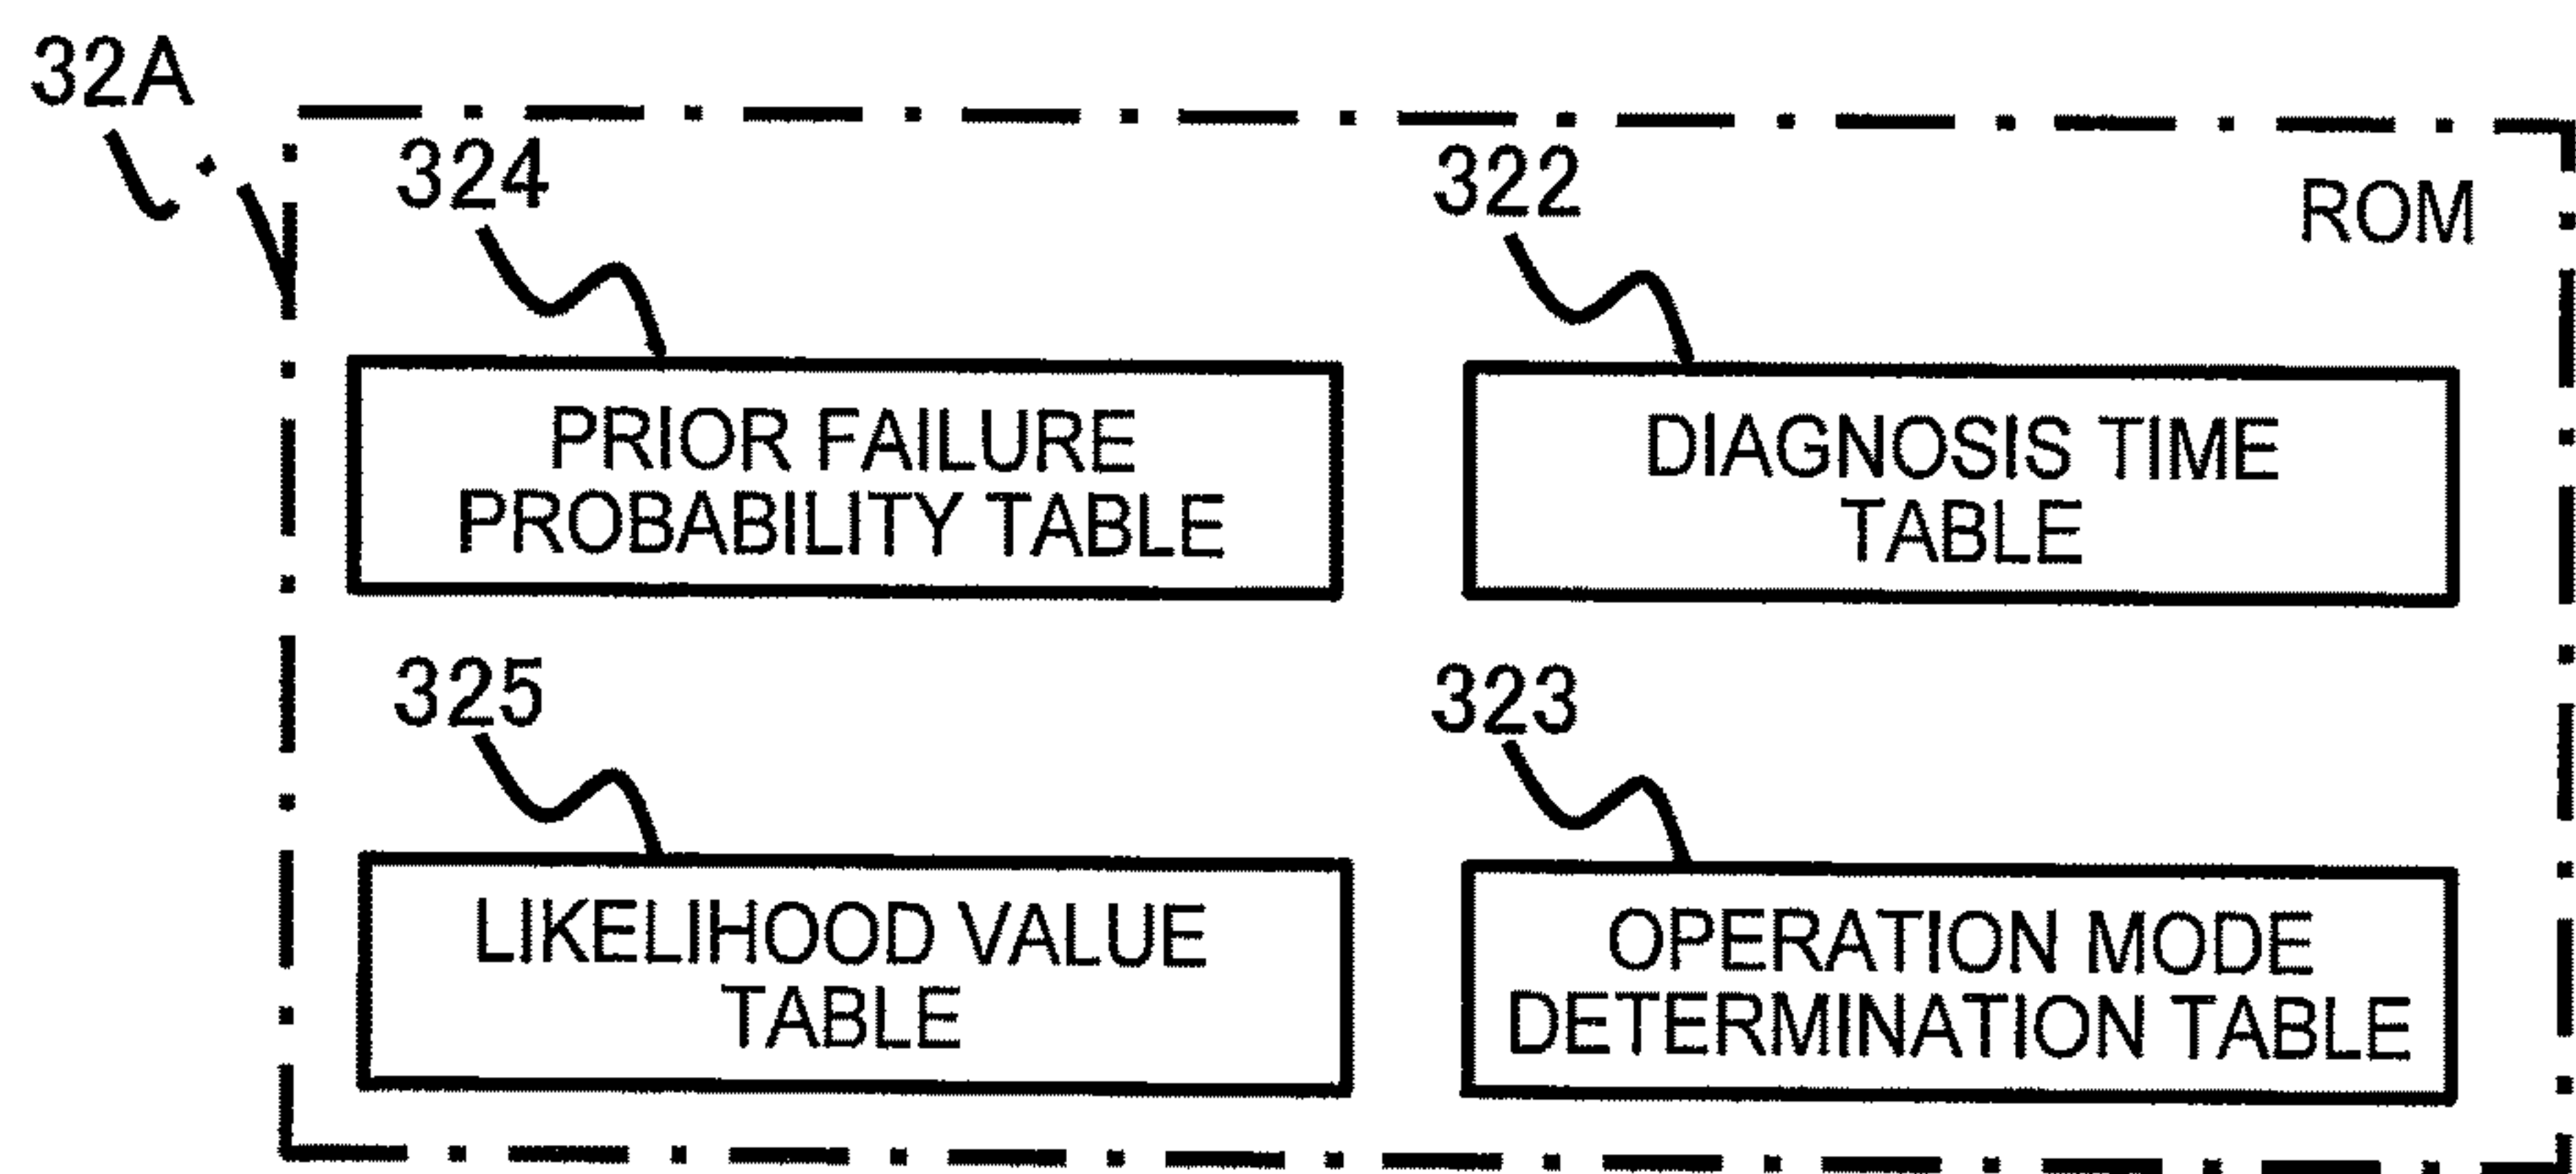 32A
324
322
ROM
PRIOR FAILURE
PROBABILITY TABLE
DIAGNOSIS TIME
TABLE
325
323
LIKELIHOOD VALUE
TABLE
OPERATION MODE
DETERMINATION TABLE